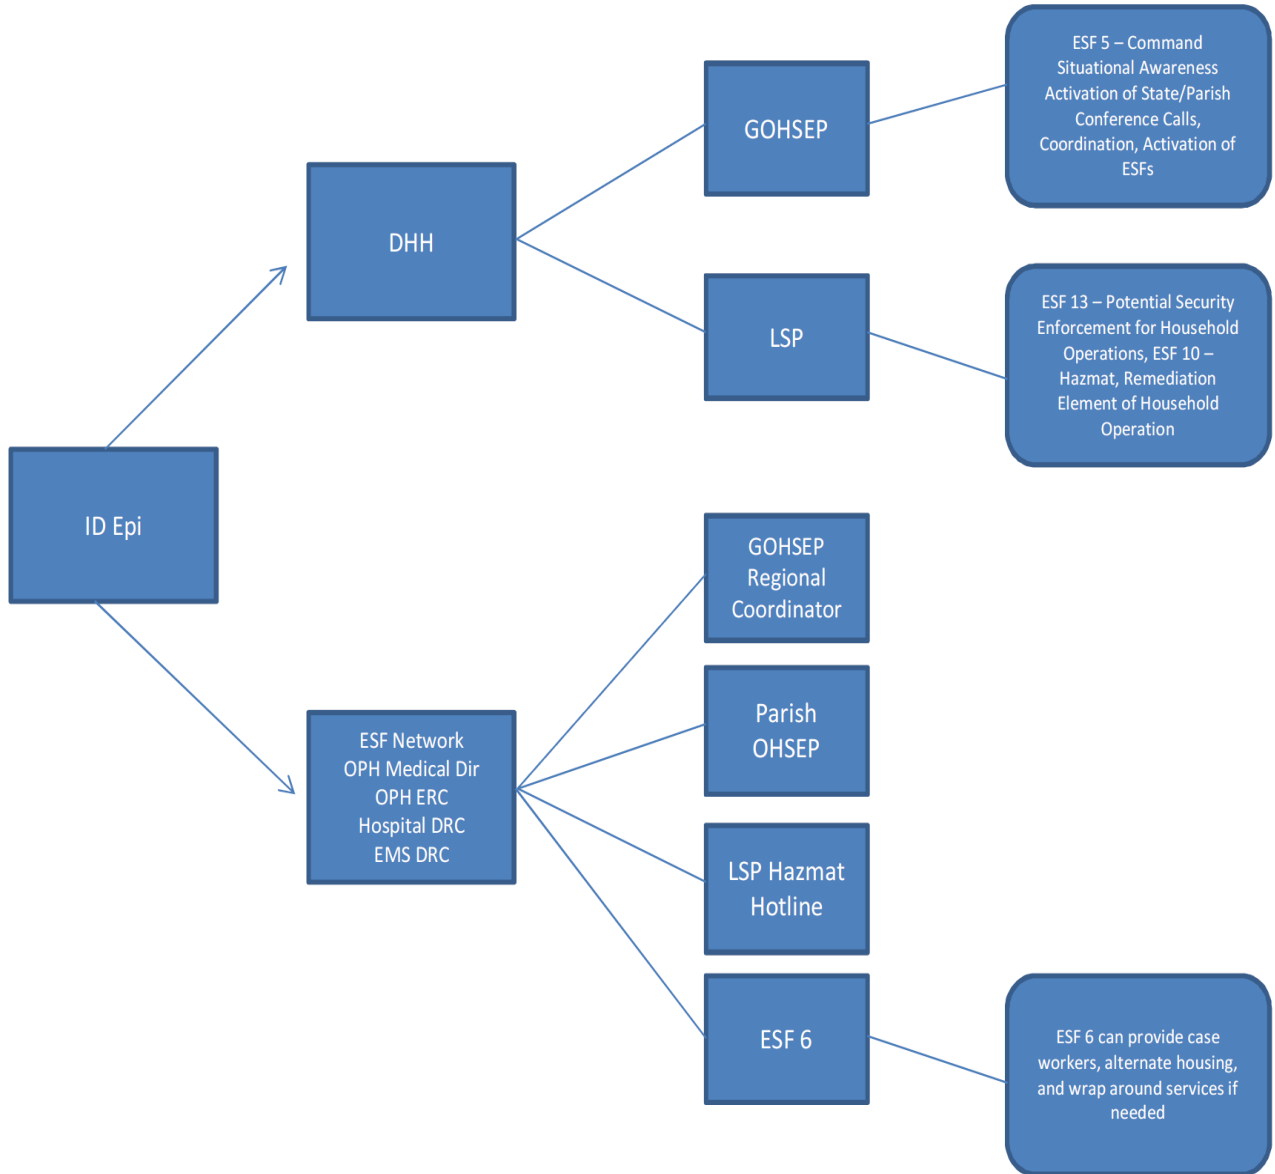 ESF 5 – Command
Situational Awareness
Activation of State/Parish
Conference Calls,
Coordination, Activation of
ESFs
GOHSEP
DHH
LSP
ESF 13 – Potential Security
Enforcement for Household
Operations, ESF 10 –
Hazmat, Remediation
Element of Household
Operation
ID Epi
GOHSEP
Regional
Coordinator
Parish
OHSEP
ESF Network
OPH Medical Dir
OPH ERC
Hospital DRC
EMS DRC
LSP Hazmat
Hotline
ESF 6
ESF 6 can provide case
workers, alternate housing,
and wrap around services if
needed